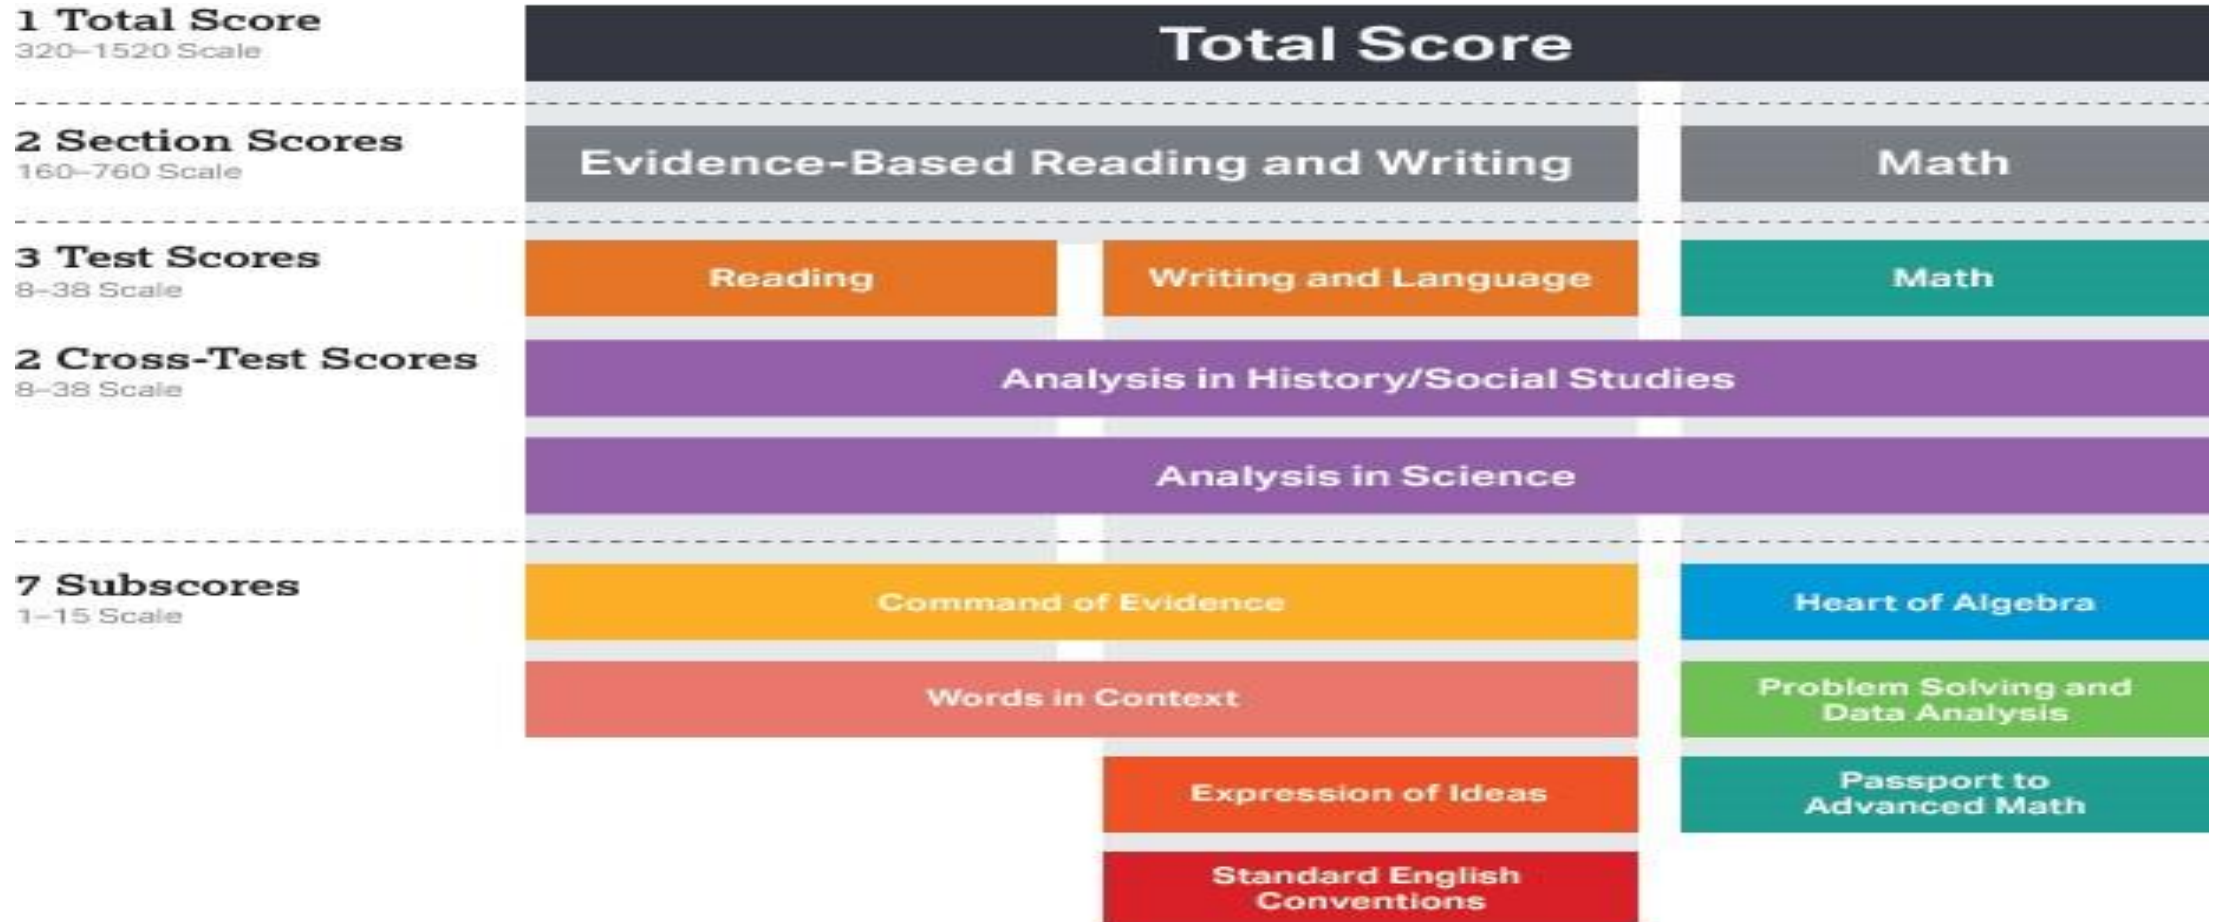 1 Total Score
320–1520 Scale
Total Score
2 Section Scores
160–760 Scale
Evidence-Based Reading and Writing
Math
3 Test Scores
8–38 Scale
Reading
Writing and Language
Math
2 Cross-Test Scores
8–38 Scale
Analysis in History/Social Studies
Analysis in Science
7 Subscores
1–15 Scale
Command of Evidence
Heart of Algebra
Words in Context
Problem Solving and
Data Analysis
Expression of Ideas
Passport to
Advanced Math
Standard English
Conventions